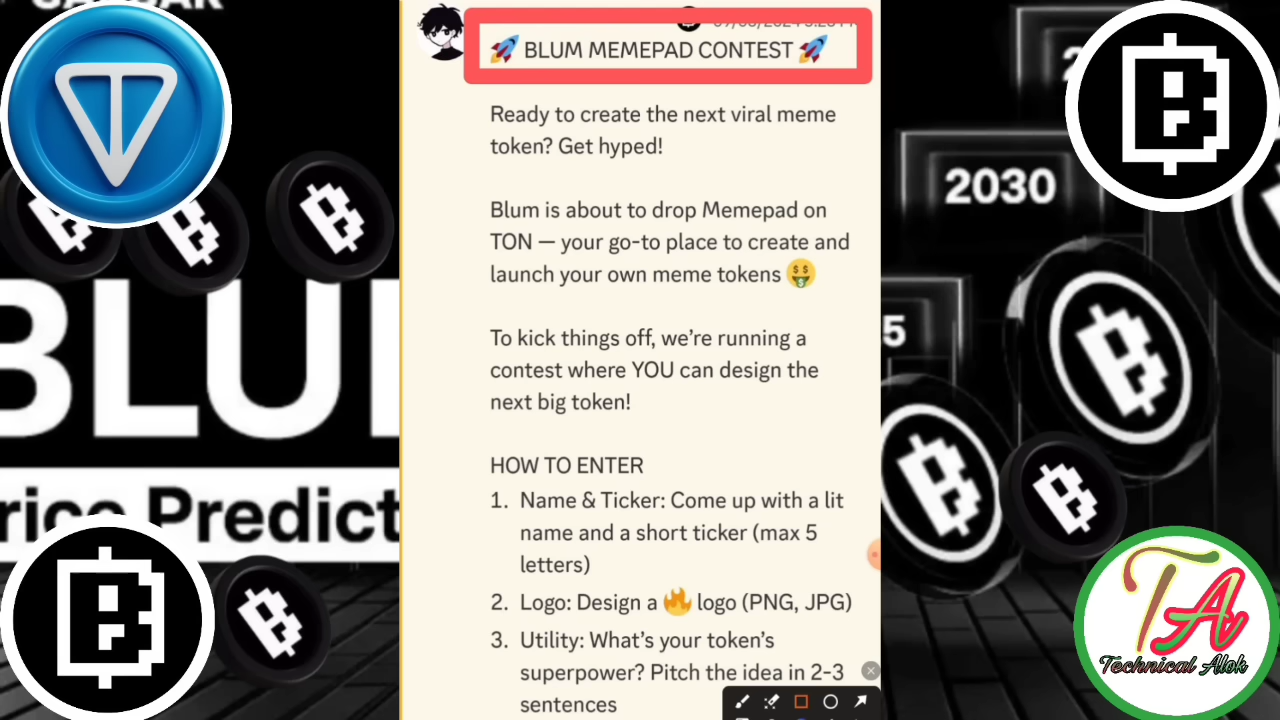 🚀 BLUM MEMEPAD CONTEST 🚀
Ready to create the next viral meme
token? Get hyped!
Blum is about to drop Memepad on
TON — your go-to place to create and
launch your own meme tokens 🤑
To kick things off, we're running a
contest where YOU can design the
next big token!
HOW TO ENTER
1. Name & Ticker: Come up with a lit
name and a short ticker (max 5
letters)
2. Logo: Design a 🔥 logo (PNG, JPG)
3. Utility: What's your token's
superpower? Pitch the idea in 2-3
sentences
BLUM
rice Predict
2030
5
TA
Technical Alok